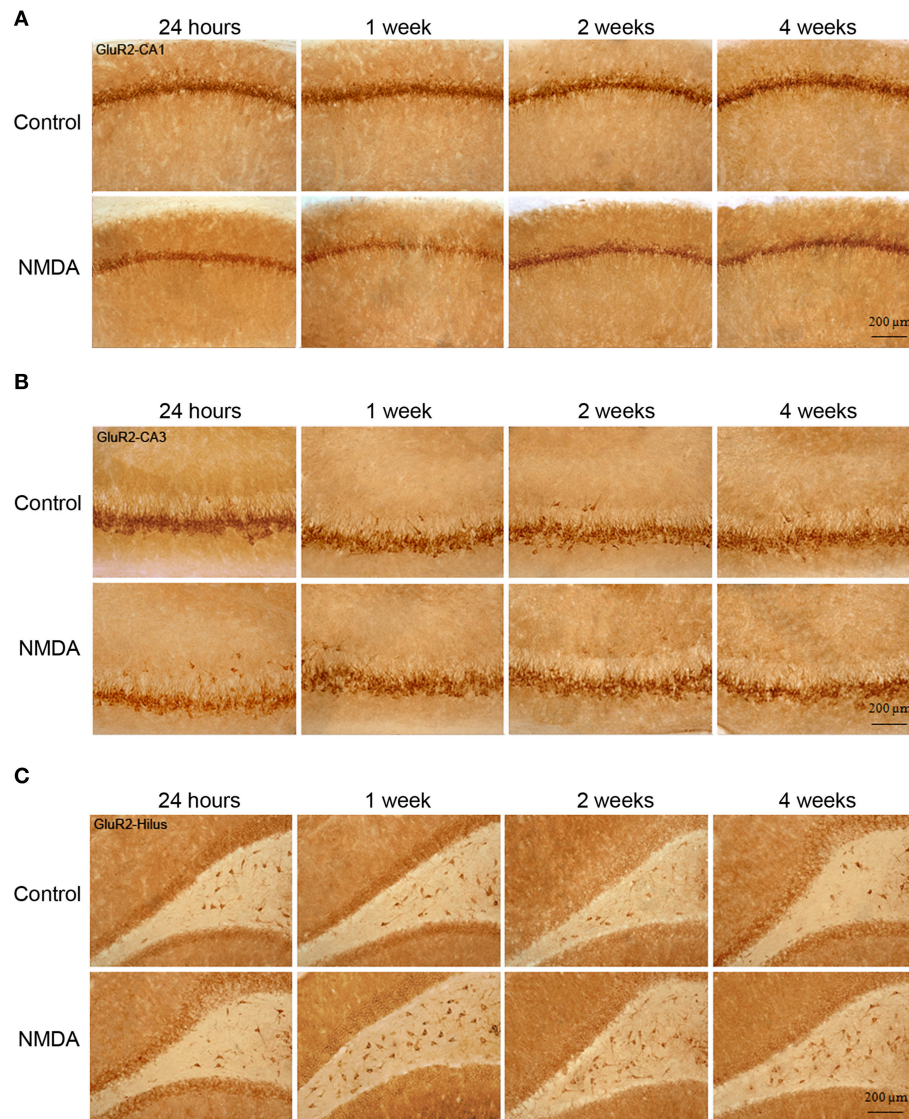 A
24 hours 1 week 2 weeks 4 weeks
GluR2-CA1
Control
NMDA
200 µm
B
24 hours 1 week 2 weeks 4 weeks
GluR2-CA3
Control
NMDA
200 µm
C
24 hours 1 week 2 weeks 4 weeks
GluR2-Hilus
Control
NMDA
200 µm